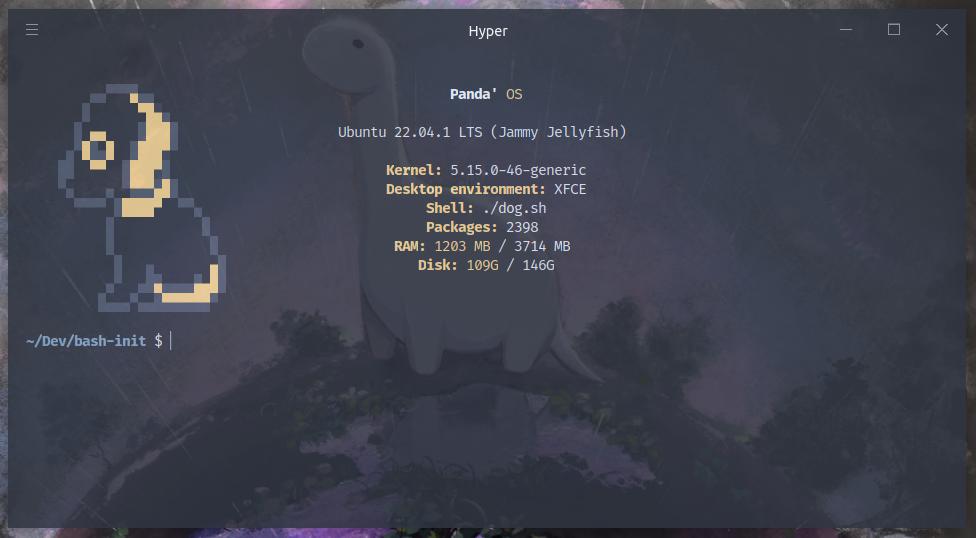 Hyper
Panda' OS
Ubuntu 22.04.1 LTS (Jammy Jellyfish)
Kernel: 5.15.0-46-generic
Desktop environment: XFCE
Shell: ./dog.sh
Packages: 2398
RAM: 1203 MB / 3714 MB
Disk: 109G / 146G
~/Dev/bash-init $